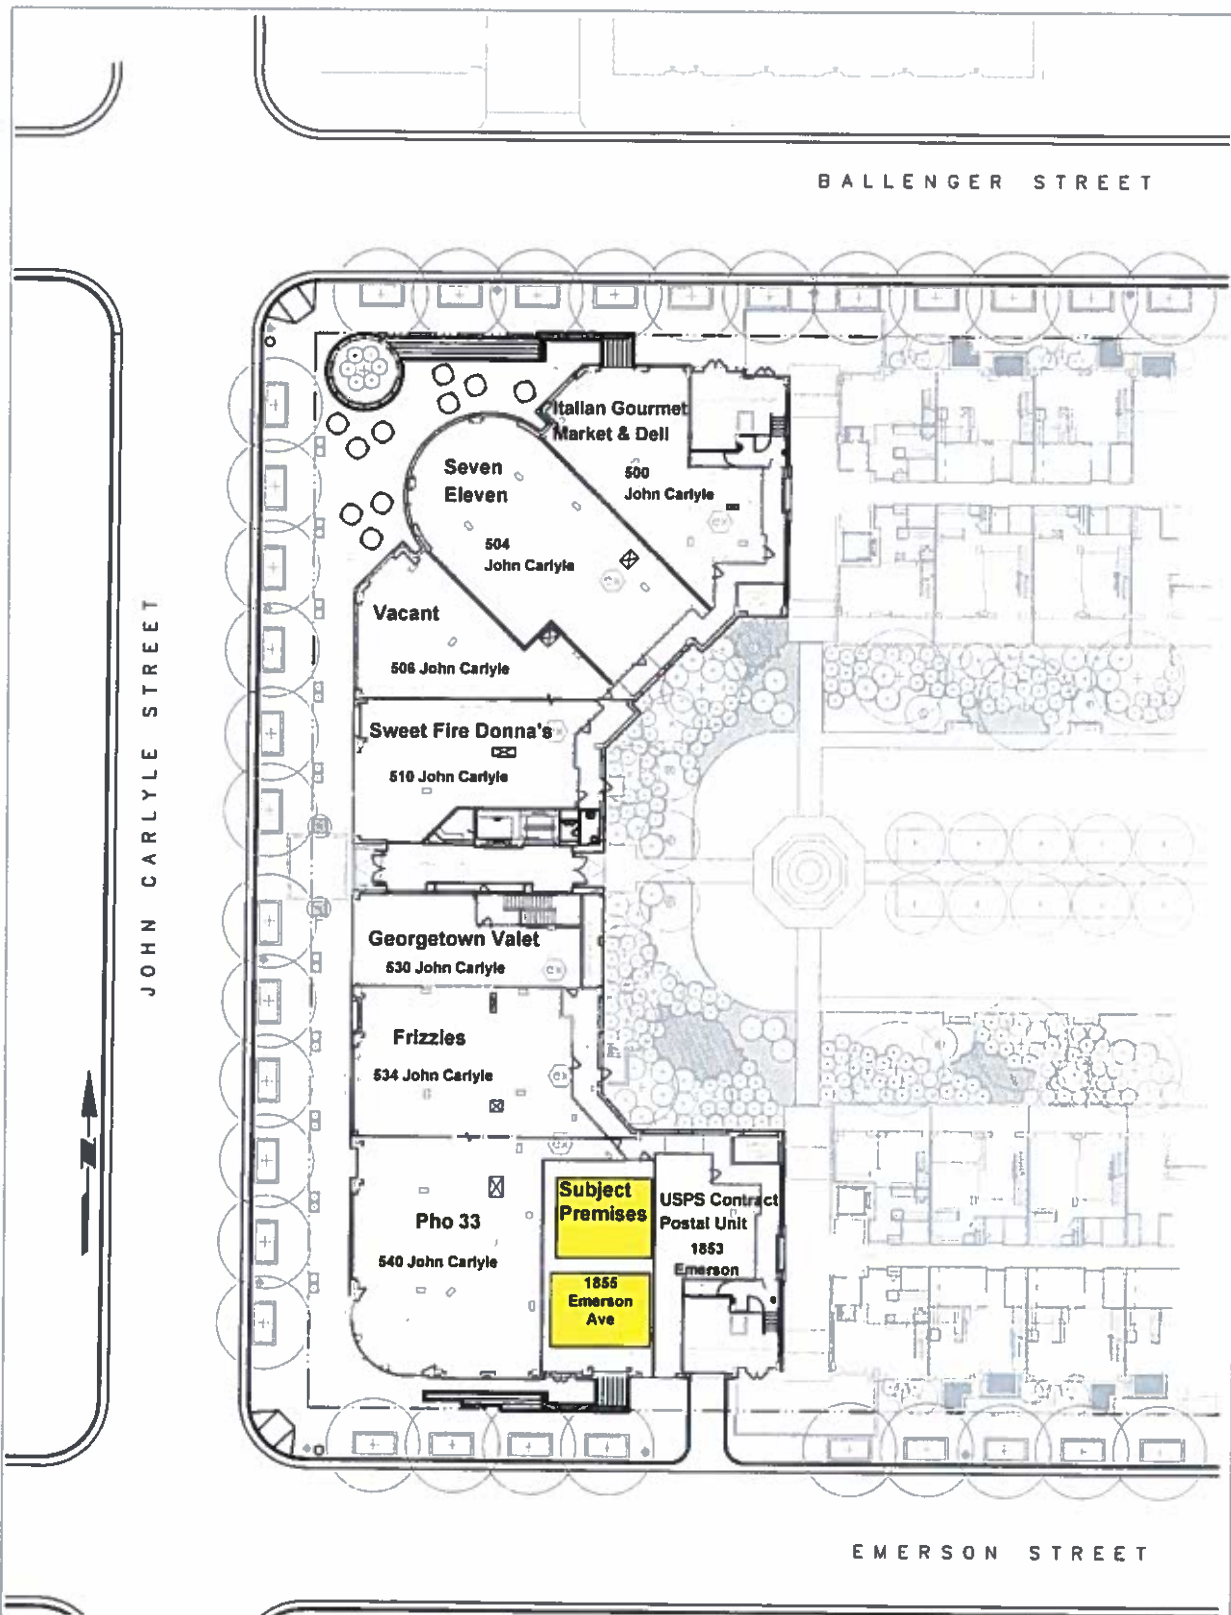 BALLENGER STREET
Italian Gourmet
Market & Deli
500
John Carlyle
Seven
Eleven
504
John Carlyle
Vacant
506 John Carlyle
JOHN CARLYLE STREET
Sweet Fire Donna's
510 John Carlyle
Georgetown Valet
530 John Carlyle
Frizzles
534 John Carlyle
N
Pho 33
540 John Carlyle
Subject
Premises
1855
Emerson
Ave
USPS Contract
Postal Unit
1853
Emerson
EMERSON STREET